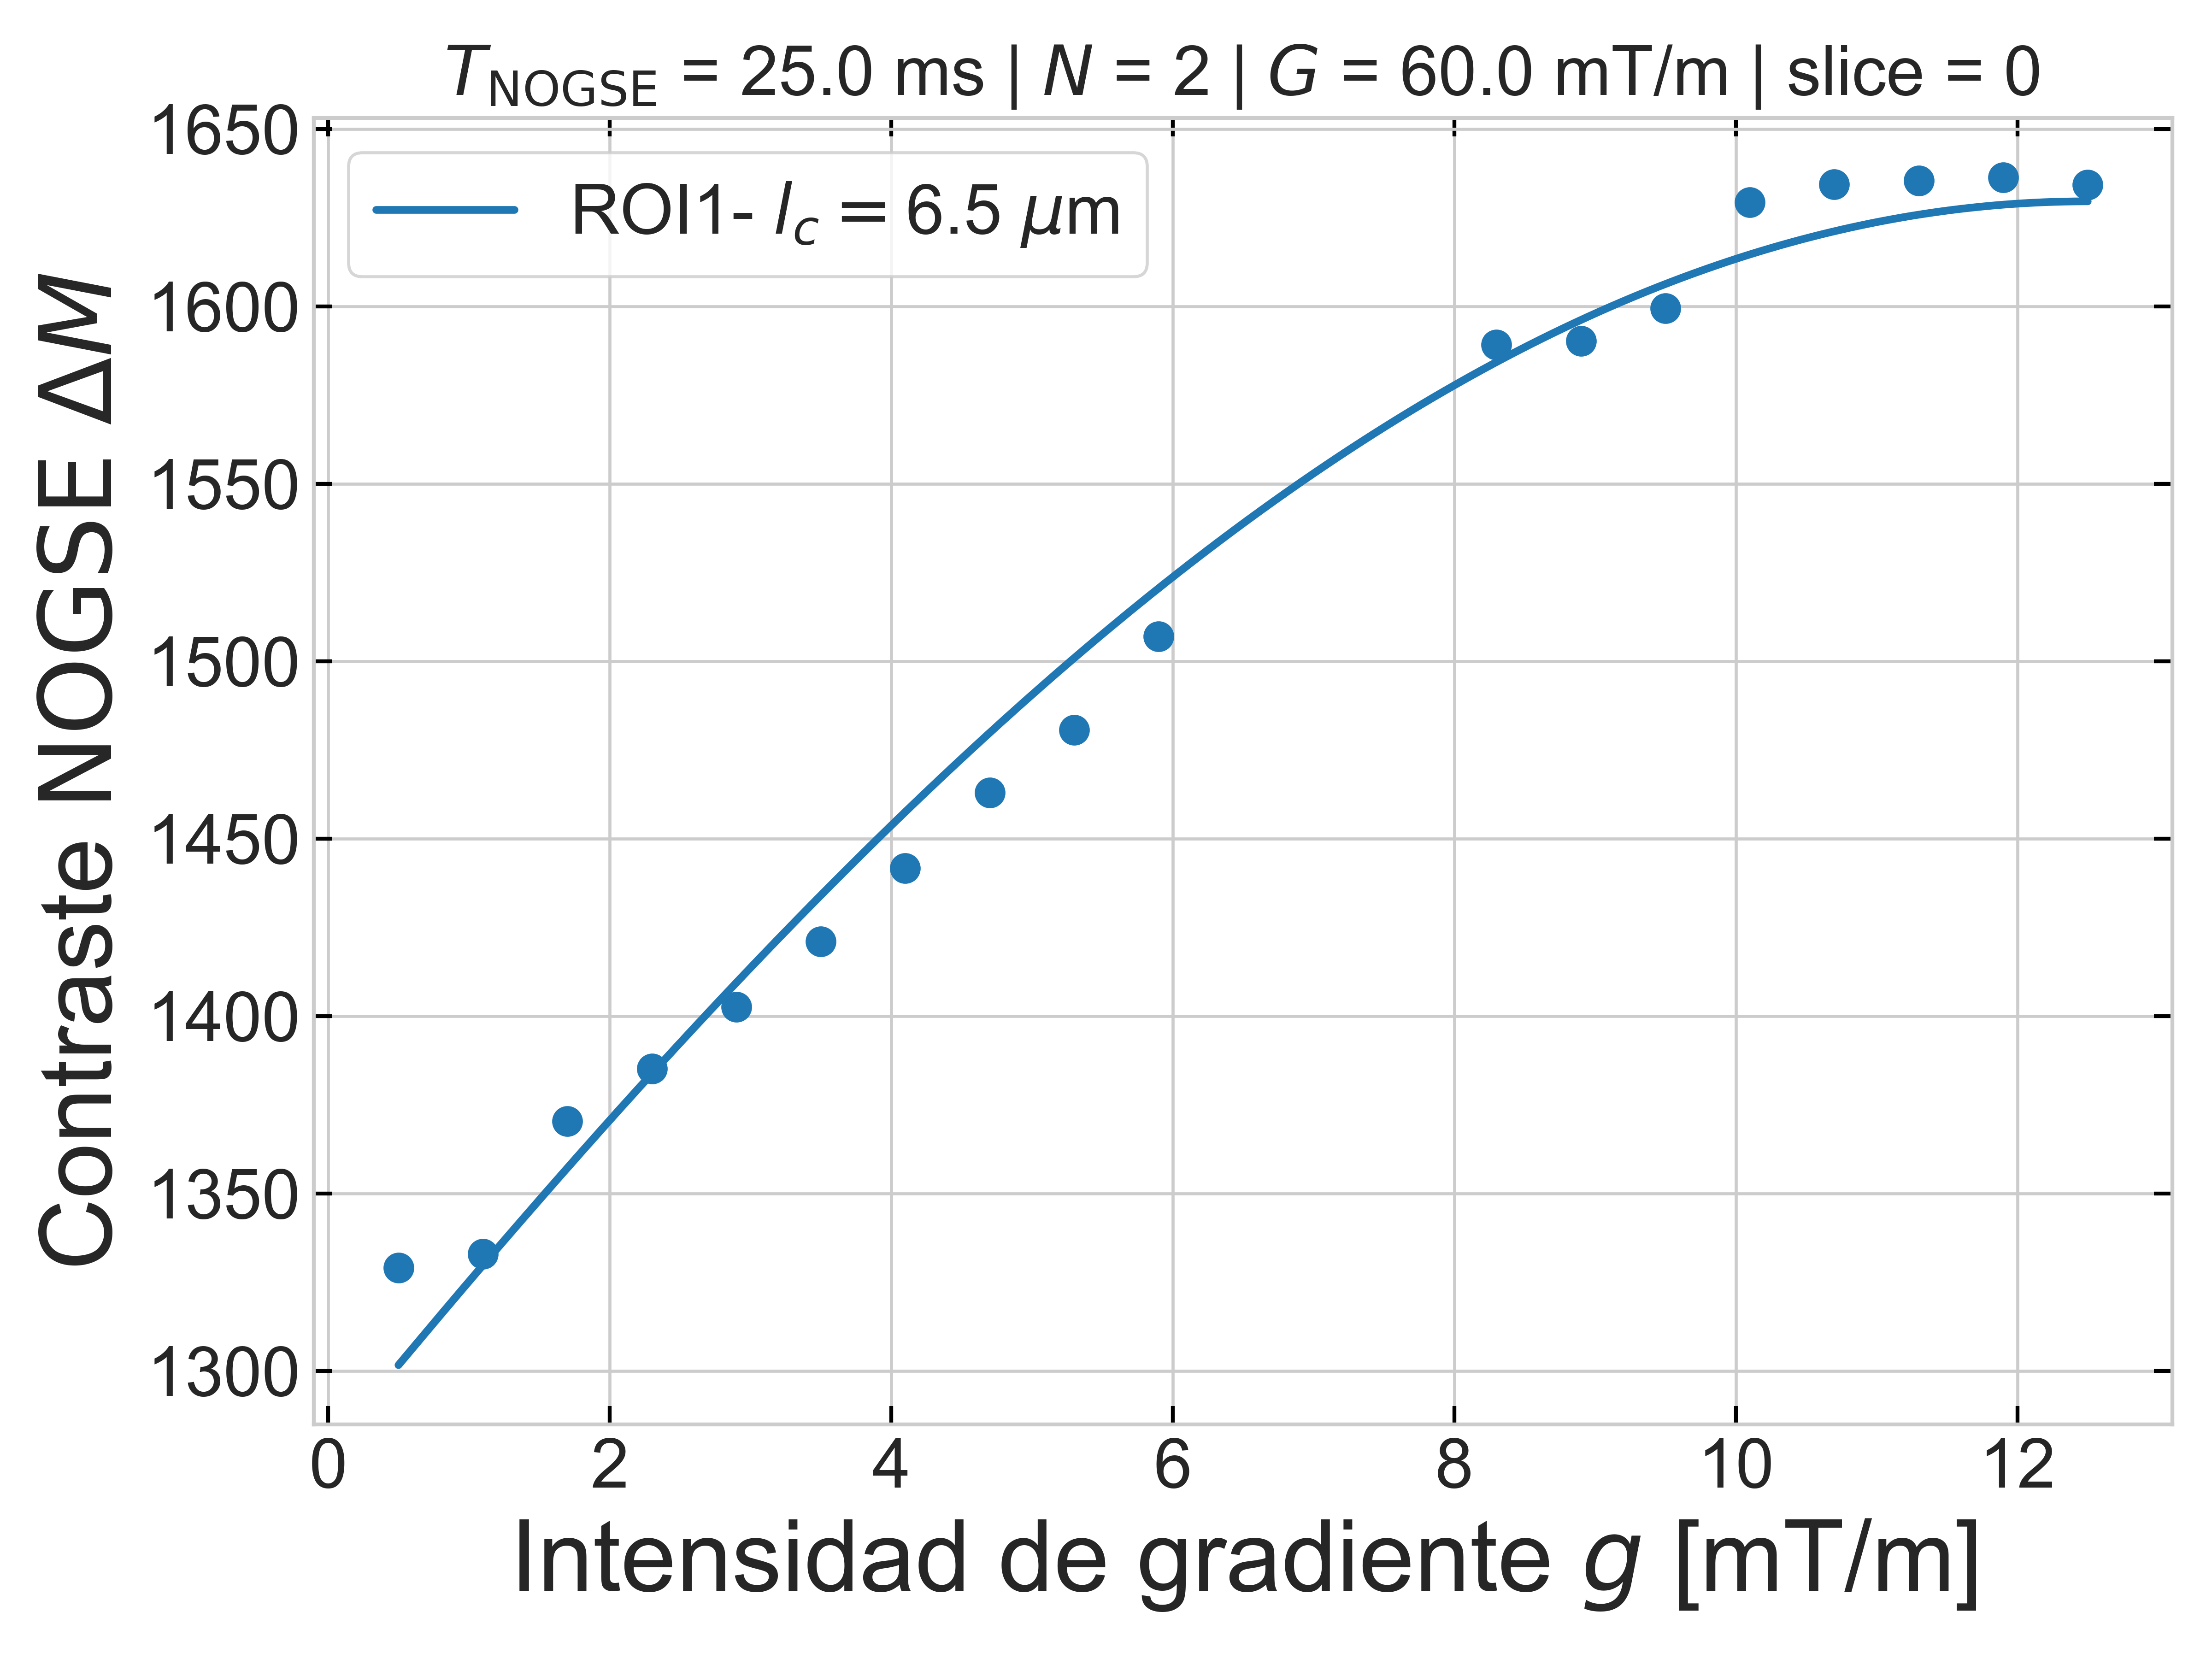 T_NOGSE = 25.0 ms | N = 2 | G = 60.0 mT/m | slice = 0
Contraste NOGSE ΔM
1650
1600
1550
1500
1450
1400
1350
1300
ROI1- l_c = 6.5 μm
0 2 4 6 8 10 12
Intensidad de gradiente g [mT/m]